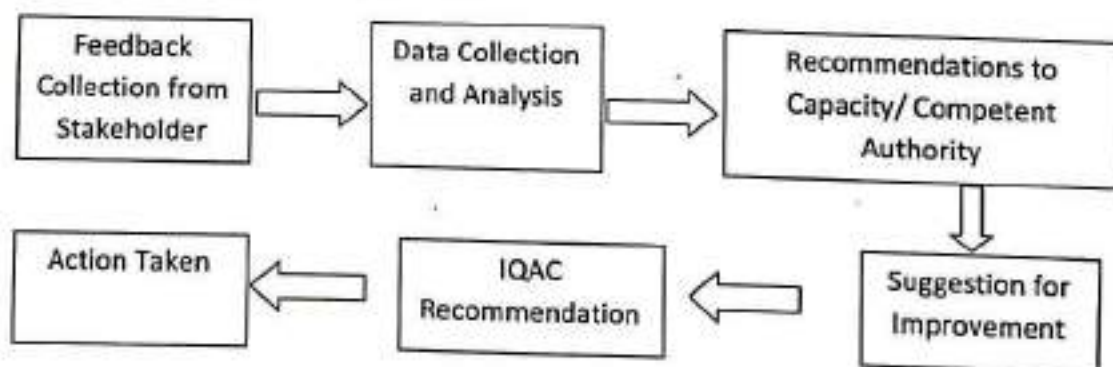 Feedback
Collection from
Stakeholder
Data Collection
and Analysis
Recommendations to
Capacity/ Competent
Authority
Suggestion for
Improvement
IQAC
Recommendation
Action Taken